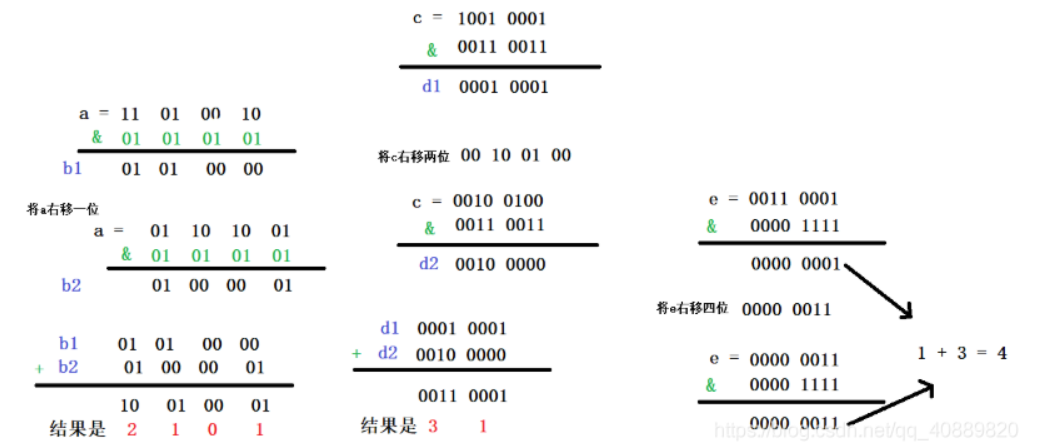 a = 11 01 00 10
& 01 01 01 01
b1 01 01 00 00
将a右移一位
a = 01 10 10 01
& 01 01 01 01
b2 01 00 00 01
b1 01 01 00 00
+ b2 01 00 00 01
10 01 00 01
结果是 2 1 0 1
c = 1001 0001
& 0011 0011
d1 0001 0001
将c右移两位 00 10 01 00
c = 0010 0100
& 0011 0011
d2 0010 0000
d1 0001 0001
+ d2 0010 0000
0011 0001
结果是 3 1
e = 0011 0001
& 0000 1111
0000 0001
将e右移四位 0000 0011
e = 0000 0011
& 0000 1111
0000 0011
1 + 3 = 4
https://blog.csdn.net/qq_40889820